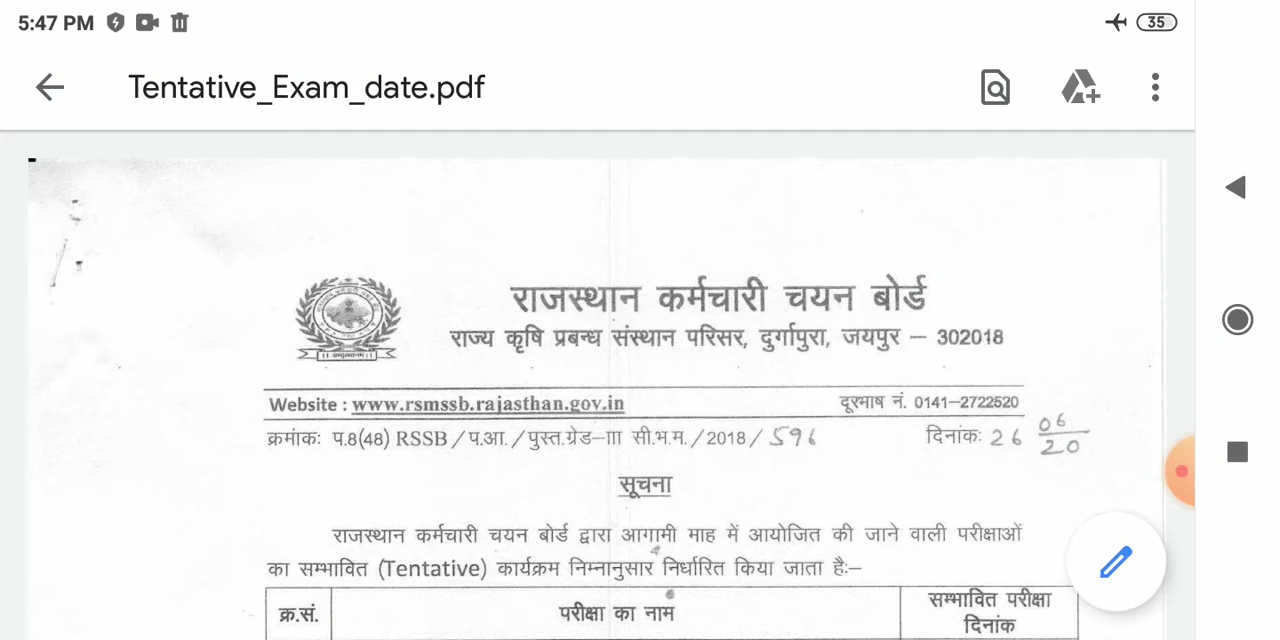 5:47 PM
35
Tentative_Exam_date.pdf
राजस्थान कर्मचारी चयन बोर्ड
राज्य कृषि प्रबन्ध संस्थान परिसर, दुर्गापुरा, जयपुर – 302018
Website : www.rsmssb.rajasthan.gov.in दूरभाष नं. 0141–2722520
क्रमांकः प.8(48) RSSB / प.आ. / पुस्त.ग्रेड–III सी.भ.म. / 2018 / 596 दिनांकः 26 06/20
सूचना
राजस्थान कर्मचारी चयन बोर्ड द्वारा आगामी माह में आयोजित की जाने वाली परीक्षाओं
का सम्भावित (Tentative) कार्यक्रम निम्नानुसार निर्धारित किया जाता हैः–
क्र.सं. परीक्षा का नाम सम्भावित परीक्षा
दिनांक